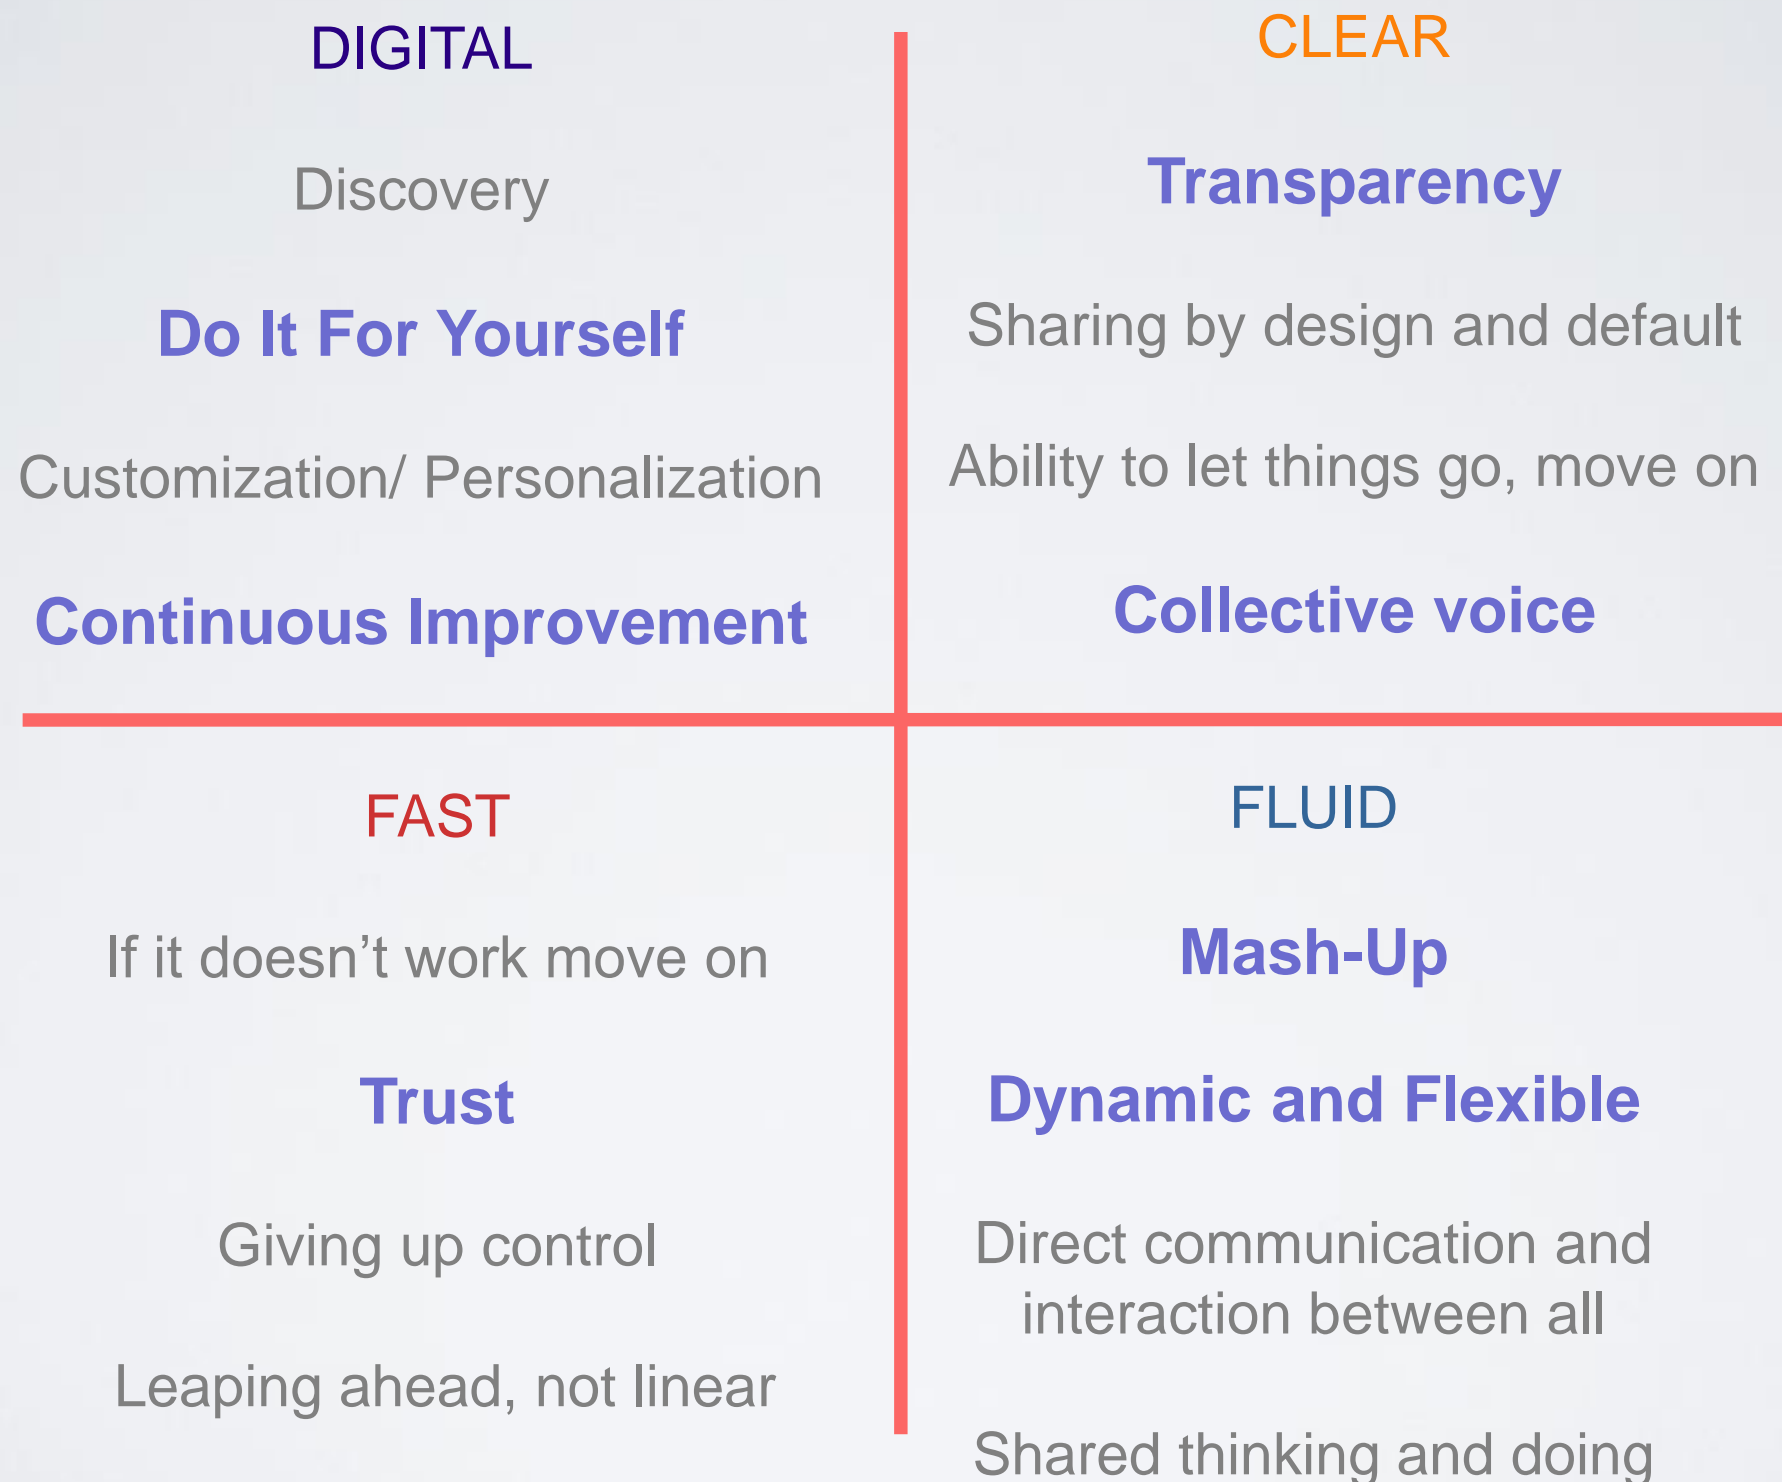 DIGITAL
Discovery
Do It For Yourself
Customization/ Personalization
Continuous Improvement
CLEAR
Transparency
Sharing by design and default
Ability to let things go, move on
Collective voice
FAST
If it doesn’t work move on
Trust
Giving up control
Leaping ahead, not linear
FLUID
Mash-Up
Dynamic and Flexible
Direct communication and
interaction between all
Shared thinking and doing